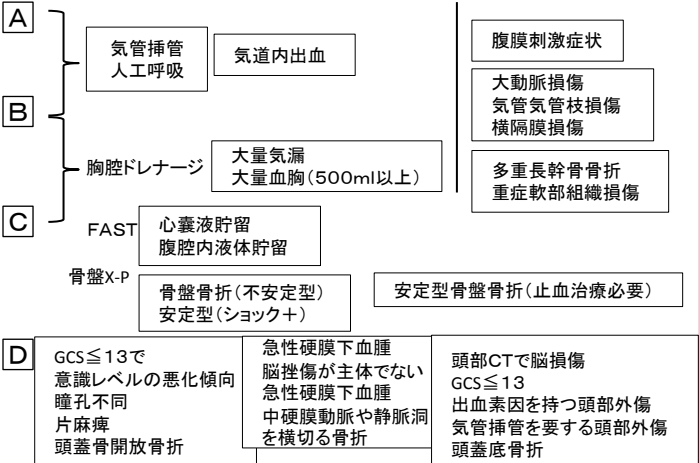 A
気管挿管
人工呼吸
気道内出血
腹膜刺激症状
大動脈損傷
気管気管枝損傷
横隔膜損傷
B
胸腔ドレナージ
大量気漏
大量血胸(500ml以上)
多重長幹骨骨折
重症軟部組織損傷
C
FAST
心嚢液貯留
腹腔内液体貯留
骨盤X-P
骨盤骨折(不安定型)
安定型(ショック+)
安定型骨盤骨折(止血治療必要)
D
GCS≦13で
意識レベルの悪化傾向
瞳孔不同
片麻痺
頭蓋骨開放骨折
急性硬膜下血腫
脳挫傷が主体でない
急性硬膜下血腫
中硬膜動脈や静脈洞
を横切る骨折
頭部CTで脳損傷
GCS≦13
出血素因を持つ頭部外傷
気管挿管を要する頭部外傷
頭蓋底骨折